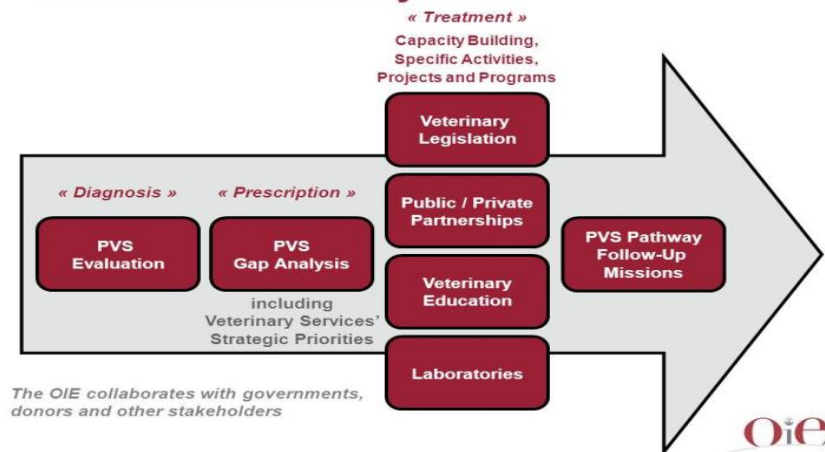 « Treatment »
Capacity Building,
Specific Activities,
Projects and Programs
Veterinary
Legislation
« Diagnosis »
« Prescription »
Public / Private
Partnerships
PVS
Evaluation
PVS
Gap Analysis
PVS Pathway
Follow-Up
Missions
including
Veterinary Services'
Strategic Priorities
Veterinary
Education
Laboratories
The OIE collaborates with governments,
donors and other stakeholders
OiE